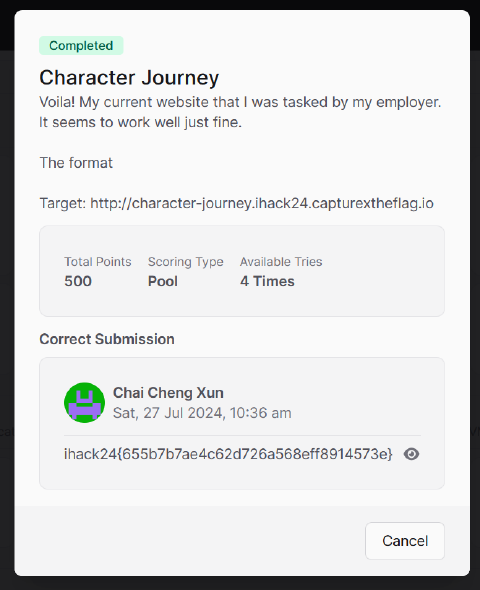 Completed
Character Journey
Voila! My current website that I was tasked by my employer.
It seems to work well just fine.
The format
Target: http://character-journey.ihack24.capturextheflag.io
Total Points Scoring Type Available Tries
500 Pool 4 Times
Correct Submission
Chai Cheng Xun
Sat, 27 Jul 2024, 10:36 am
ihack24{655b7b7ae4c62d726a568eff8914573e}
Cancel